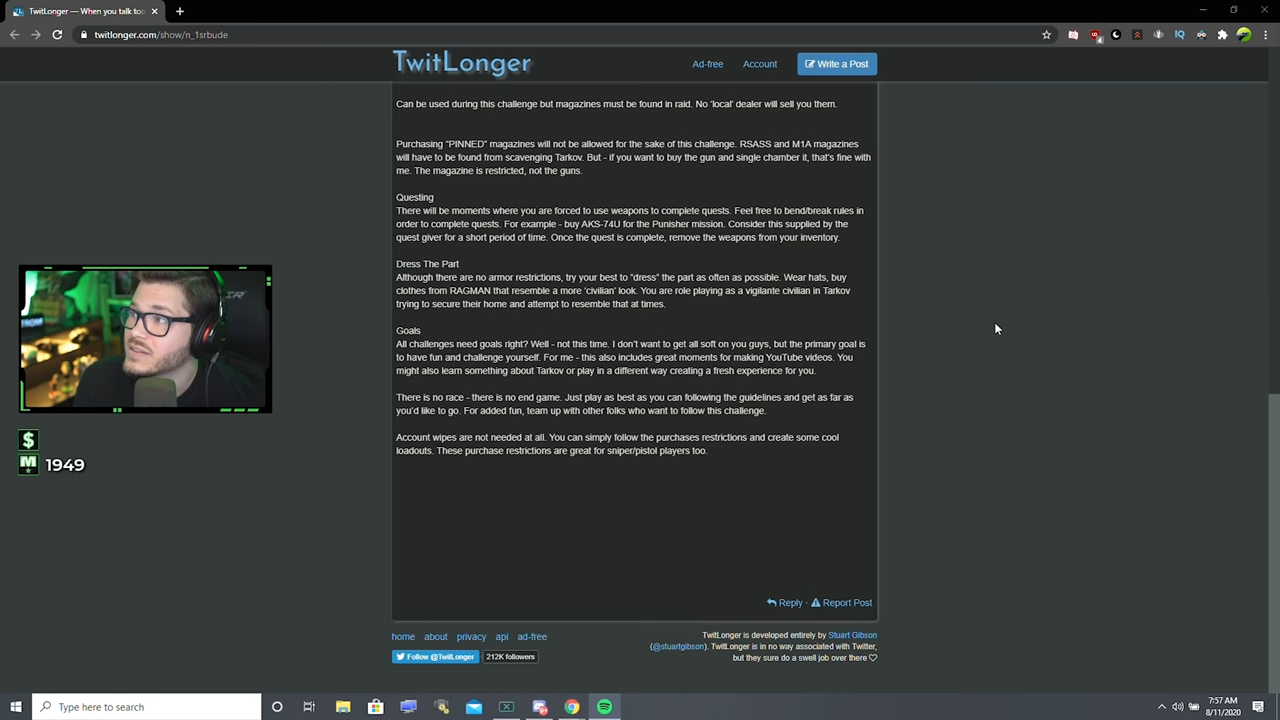 TwitLonger — When you talk too
twitlonger.com/show/n_1srbude
TwitLonger
Ad-free
Account
Write a Post
Can be used during this challenge but magazines must be found in raid. No 'local' dealer will sell you them.
Purchasing "PINNED" magazines will not be allowed for the sake of this challenge. RSASS and M1A magazines
will have to be found from scavenging Tarkov. But - if you want to buy the gun and single chamber it, that's fine with
me. The magazine is restricted, not the guns.
Questing
There will be moments where you are forced to use weapons to complete quests. Feel free to bend/break rules in
order to complete quests. For example - buy AKS-74U for the Punisher mission. Consider this supplied by the
quest giver for a short period of time. Once the quest is complete, remove the weapons from your inventory.
Dress The Part
Although there are no armor restrictions, try your best to "dress" the part as often as possible. Wear hats, buy
clothes from RAGMAN that resemble a more 'civilian' look. You are role playing as a vigilante civilian in Tarkov
trying to secure their home and attempt to resemble that at times.
Goals
All challenges need goals right? Well - not this time. I don't want to get all soft on you guys, but the primary goal is
to have fun and challenge yourself. For me - this also includes great moments for making YouTube videos. You
might also learn something about Tarkov or play in a different way creating a fresh experience for you.
There is no race - there is no end game. Just play as best as you can following the guidelines and get as far as
you'd like to go. For added fun, team up with other folks who want to follow this challenge.
Account wipes are not needed at all. You can simply follow the purchases restrictions and create some cool
loadouts. These purchase restrictions are great for sniper/pistol players too.
$
M 1949
Reply · Report Post
home about privacy api ad-free
Follow @TwitLonger 212K followers
TwitLonger is developed entirely by Stuart Gibson
(@stuartgibson). TwitLonger is in no way associated with Twitter,
but they sure do a swell job over there
Type here to search
7:57 AM
8/11/2020